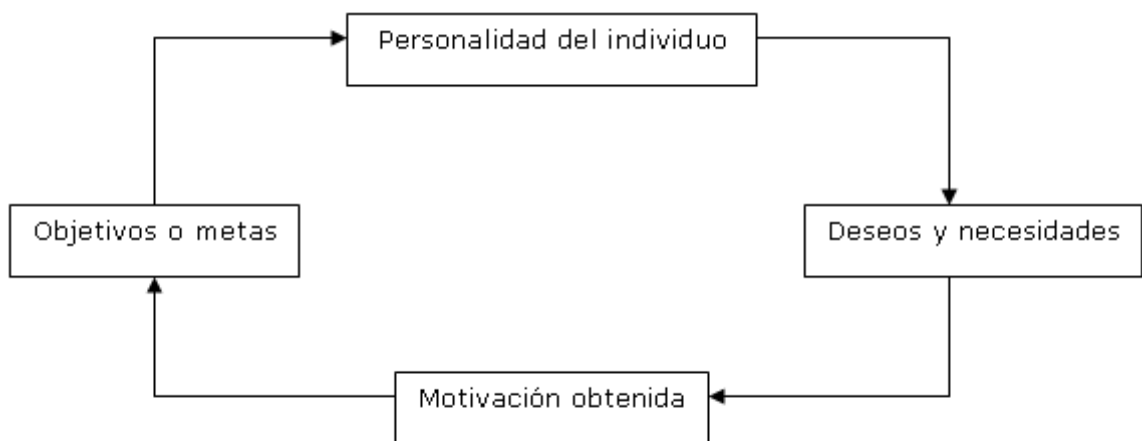 Personalidad del individuo
Objetivos o metas
Deseos y necesidades
Motivación obtenida